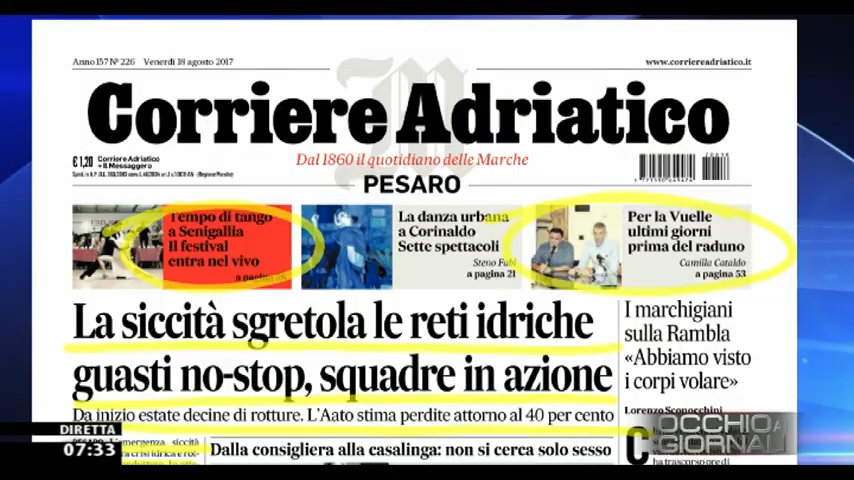 Anno 157 N° 226 Venerdì 18 agosto 2017
www.corriereadriatico.it
Corriere Adriatico
€ 1,20
Corriere Adriatico
+ Il Messaggero
Dal 1860 il quotidiano delle Marche
PESARO
Tempo di tango
a Senigallia
Il festival
entra nel vivo
La danza urbana
a Corinaldo
Sette spettacoli
Steno Fabi
a pagina 21
Per la Vuelle
ultimi giorni
prima del raduno
Camilla Cataldo
a pagina 53
La siccità sgretola le reti idriche
guasti no-stop, squadre in azione
Da inizio estate decine di rotture. L'Aato stima perdite attorno al 40 per cento
Dalla consigliera alla casalinga: non si cerca solo sesso
I marchigiani
sulla Rambla
«Abbiamo visto
i corpi volare»
Lorenzo Sconocchini
DIRETTA
07:33
OCCHIO AI
GIORNALI